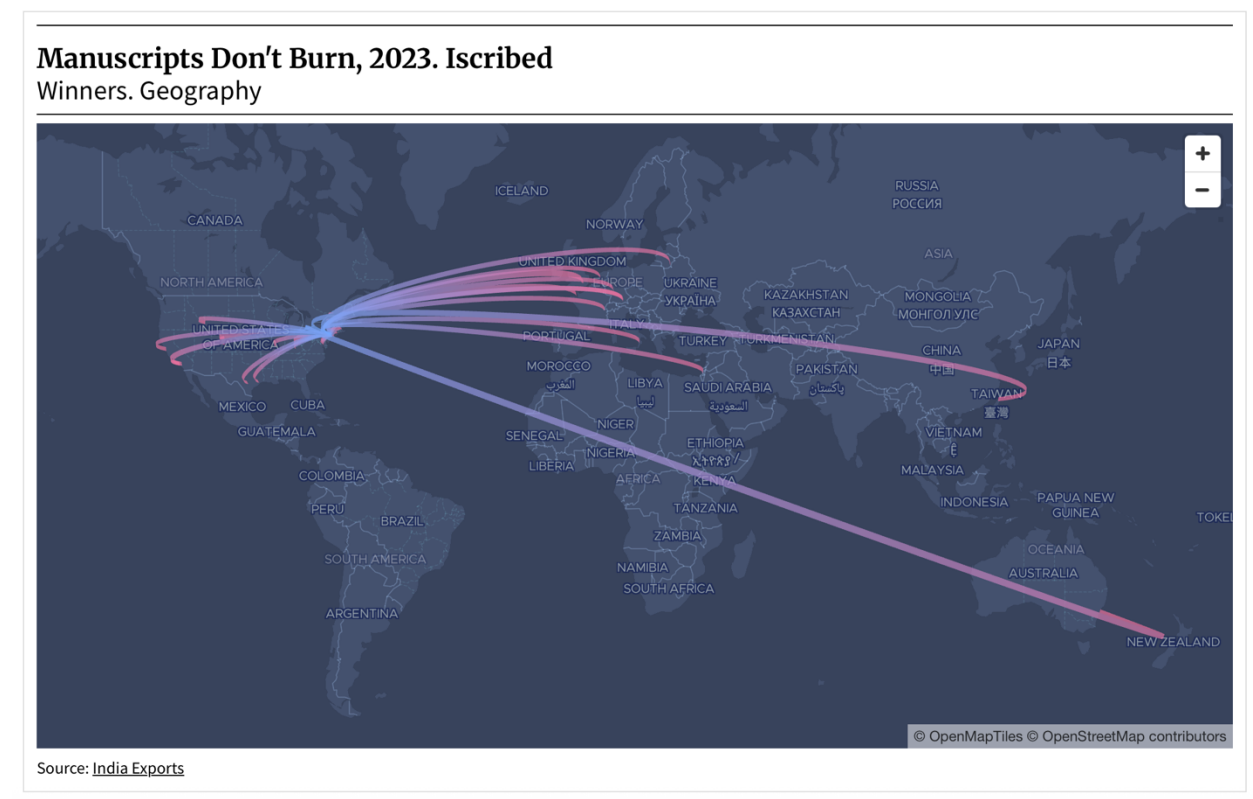 Manuscripts Don't Burn, 2023. Iscribed
Winners. Geography
+
−
ICELAND
RUSSIA
РОССИЯ
CANADA
NORWAY
ASIA
UNITED KINGDOM
NORTH AMERICA
EUROPE
UKRAINE
УКРАЇНА
KAZAKHSTAN
КАЗАХСТАН
MONGOLIA
МОНГОЛ УЛС
UNITED STATES
OF AMERICA
ITALY
PORTUGAL
TURKEY
TURKMENISTAN
CHINA
中国
JAPAN
日本
MOROCCO
المغرب
LIBYA
ليبيا
SAUDI ARABIA
السعودية
PAKISTAN
پاکستان
TAIWAN
臺灣
MEXICO
CUBA
GUATEMALA
SENEGAL
NIGER
ETHIOPIA
VIETNAM
NIGERIA
LIBERIA
COLOMBIA
AFRICA
KENYA
MALAYSIA
PERU
BRAZIL
TANZANIA
INDONESIA
PAPUA NEW
GUINEA
TOKEL
ZAMBIA
SOUTH AMERICA
OCEANIA
NAMIBIA
AUSTRALIA
SOUTH AFRICA
ARGENTINA
NEW ZEALAND
© OpenMapTiles © OpenStreetMap contributors
Source: India Exports